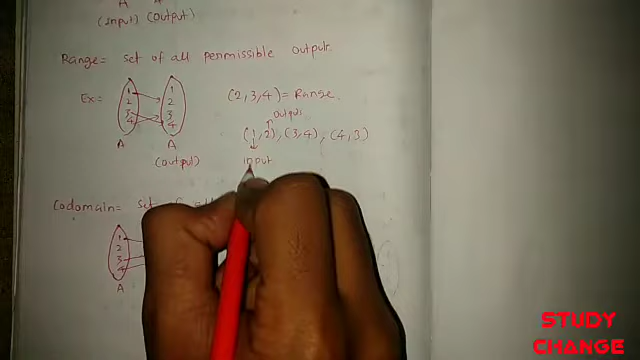 A A
(Input) (Output)
Range = set of all permissible output.
Ex:
1 1
2 2
3 3
4 4
A A
(Output)
(2,3,4) = Range.
Output
(1,2), (3,4), (4,3)
input
Codomain = set of all
1
2
3
4
A
STUDY
CHANGE